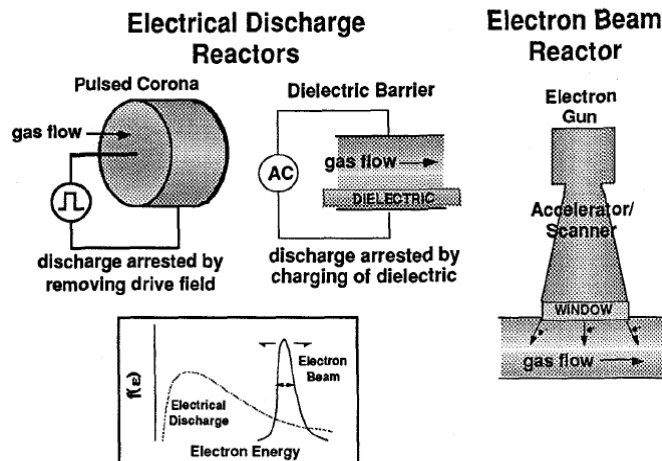 Electrical Discharge
Reactors
Pulsed Corona
gas flow
discharge arrested by
removing drive field
Dielectric Barrier
AC
gas flow
DIELECTRIC
discharge arrested by
charging of dielectric
Electron Beam
Reactor
Electron
Gun
Accelerator/
Scanner
WINDOW
e-
e-
e-
gas flow
f(ε)
Electrical
Discharge
Electron
Beam
Electron Energy